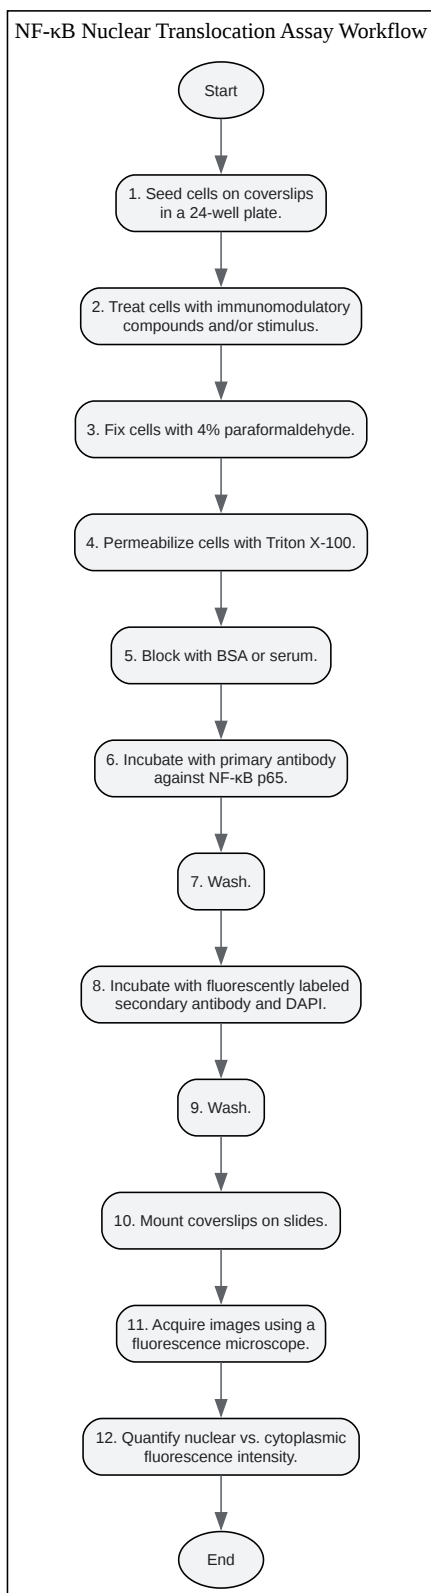 NF-κB Nuclear Translocation Assay Workflow
Start
1. Seed cells on coverslips
in a 24-well plate.
2. Treat cells with immunomodulatory
compounds and/or stimulus.
3. Fix cells with 4% paraformaldehyde.
4. Permeabilize cells with Triton X-100.
5. Block with BSA or serum.
6. Incubate with primary antibody
against NF-κB p65.
7. Wash.
8. Incubate with fluorescently labeled
secondary antibody and DAPI.
9. Wash.
10. Mount coverslips on slides.
11. Acquire images using a
fluorescence microscope.
12. Quantify nuclear vs. cytoplasmic
fluorescence intensity.
End